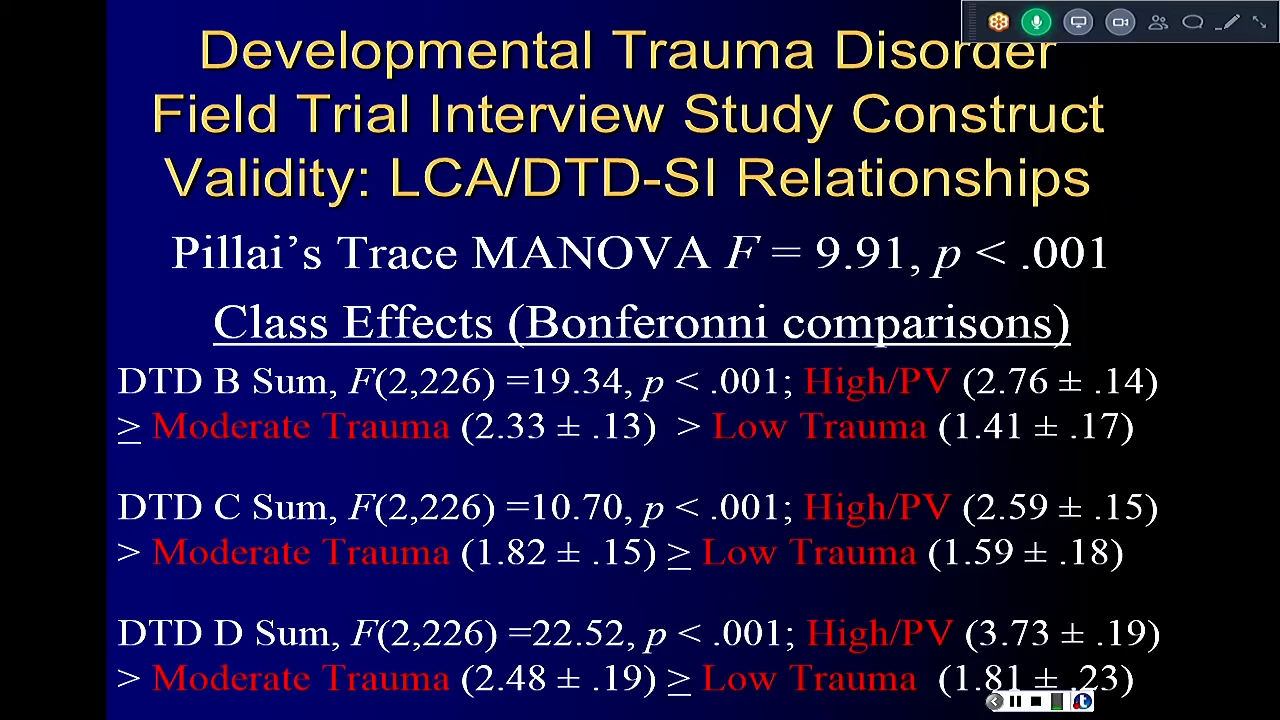 Developmental Trauma Disorder
Field Trial Interview Study Construct
Validity: LCA/DTD-SI Relationships
Pillai’s Trace MANOVA F = 9.91, p < .001
Class Effects (Bonferonni comparisons)
DTD B Sum, F(2,226) =19.34, p < .001; High/PV (2.76 ± .14)
≥ Moderate Trauma (2.33 ± .13) > Low Trauma (1.41 ± .17)
DTD C Sum, F(2,226) =10.70, p < .001; High/PV (2.59 ± .15)
> Moderate Trauma (1.82 ± .15) ≥ Low Trauma (1.59 ± .18)
DTD D Sum, F(2,226) =22.52, p < .001; High/PV (3.73 ± .19)
> Moderate Trauma (2.48 ± .19) ≥ Low Trauma (1.81 ± .23)